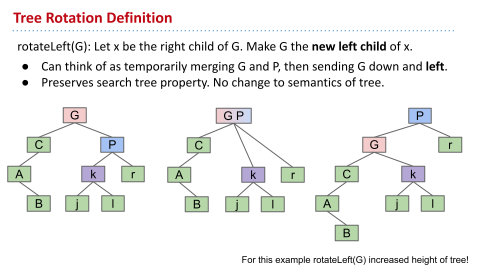 Tree Rotation Definition
rotateLeft(G): Let x be the right child of G. Make G the new left child of x.
● Can think of as temporarily merging G and P, then sending G down and left.
● Preserves search tree property. No change to semantics of tree.
G
C P
A k r
B j l
G P
C
A k r
B j l
P
G r
C k
A j l
B
For this example rotateLeft(G) increased height of tree!